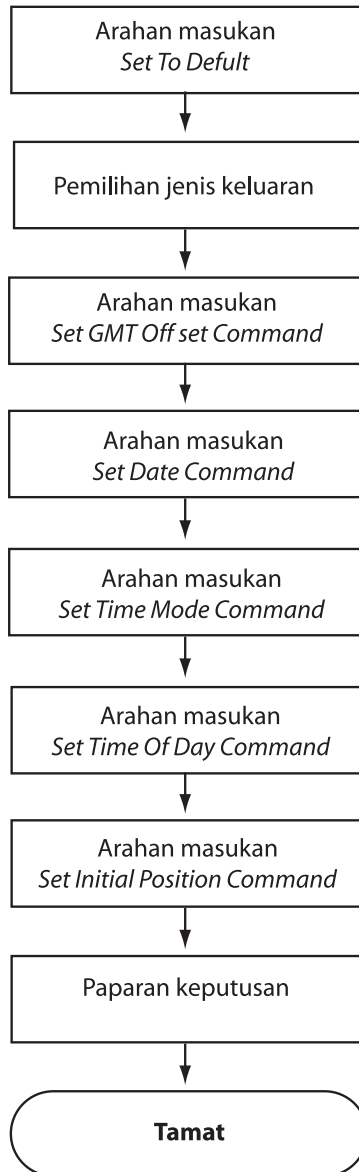 Arahan masukan
Set To Defult
Pemilihan jenis keluaran
Arahan masukan
Set GMT Off set Command
Arahan masukan
Set Date Command
Arahan masukan
Set Time Mode Command
Arahan masukan
Set Time Of Day Command
Arahan masukan
Set Initial Position Command
Paparan keputusan
Tamat